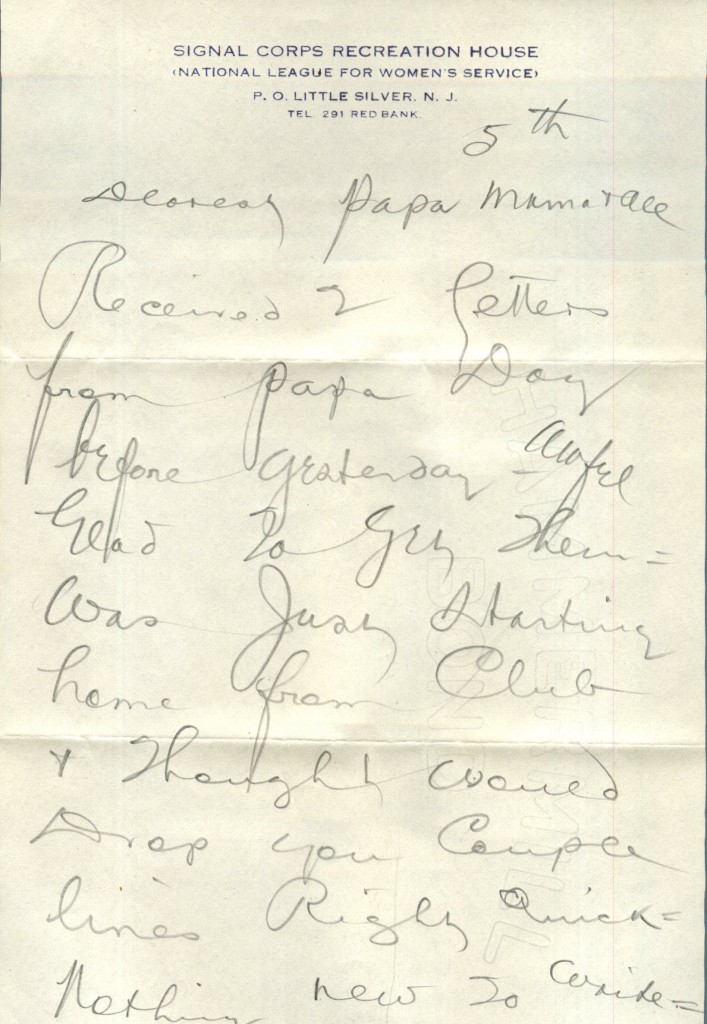 SIGNAL CORPS RECREATION HOUSE
(NATIONAL LEAGUE FOR WOMEN'S SERVICE)
P. O. LITTLE SILVER, N. J.
TEL. 291 RED BANK.
5th
Dearest Papa Mama & all
Received 2 letters
from papa Day
before yesterday - Awful
Glad to Get them =
Was Just starting
home from Club
& thought would
Drop you Couple
lines Right Quick =
Nothing new to write =